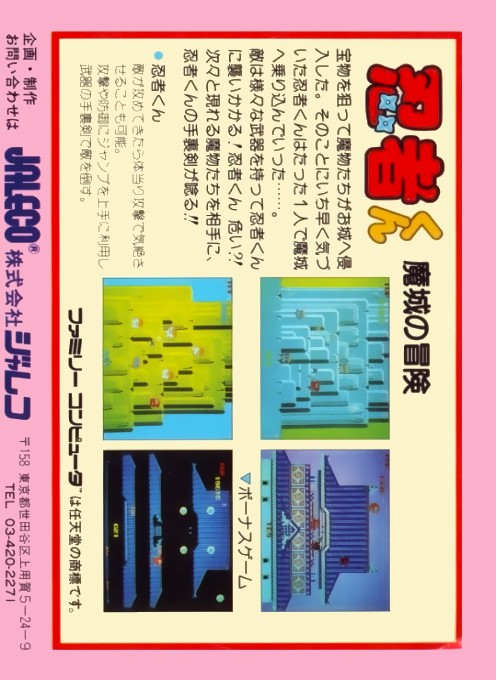 忍者くん
魔城の冒険
宝物を狙って魔物たちがお城へ侵
入した。そのことにいち早く気づ
いた忍者くんはたった1人で魔城
へ乗り込んでいった……。
敵は様々な武器を持って忍者くん
に襲いかかる!忍者くん 危い?!
次々と現れる魔物たちを相手に、
忍者くんの手裏剣が唸る!!
●忍者くん
敵が攻めてきたら体当り攻撃で気絶さ
せることも可能。
攻撃や防御にジャンプを上手に利用し
武器の手裏剣で敵を倒す。
▽ボーナスゲーム
ファミリー コンピュータ™は任天堂の商標です。
企画・制作
お問い合わせは
JALECO®
株式会社ジャレコ
〒158 東京都世田谷区上用賀5-24-9
TEL 03-420-2271